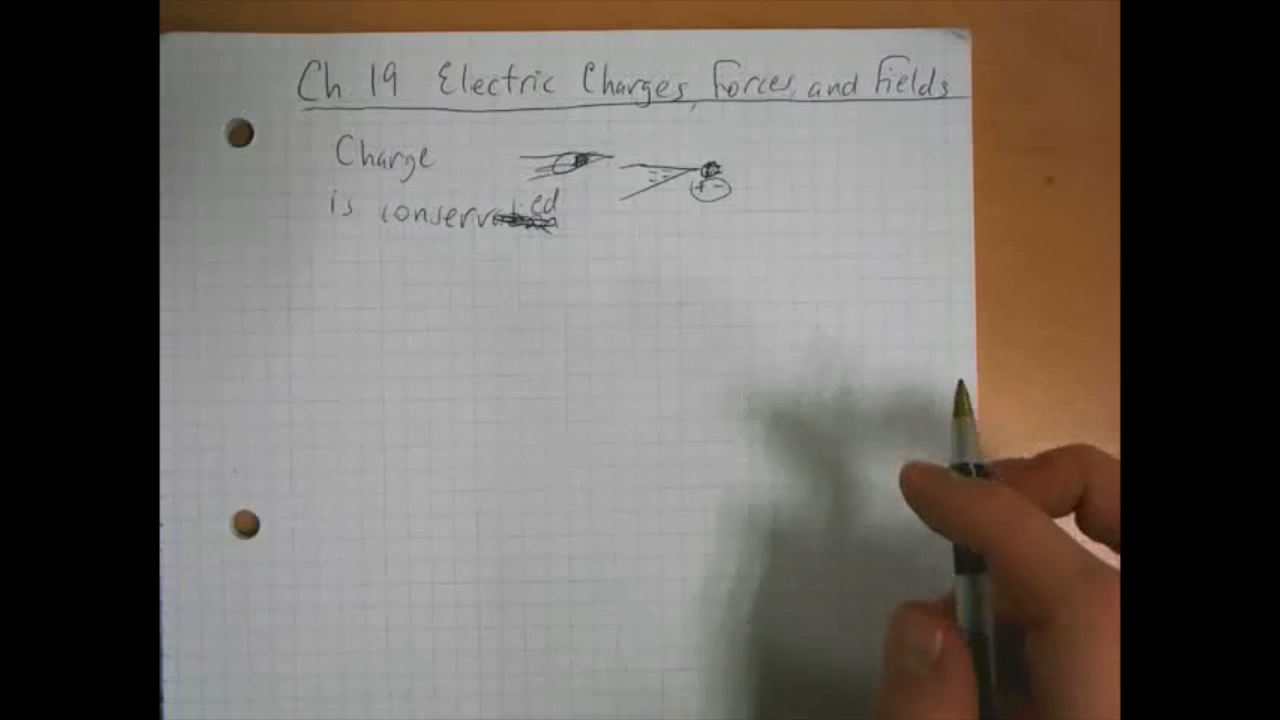 Ch 19 Electric Charges, Forces, and Fields
Charge
- -
+ -
is conserved